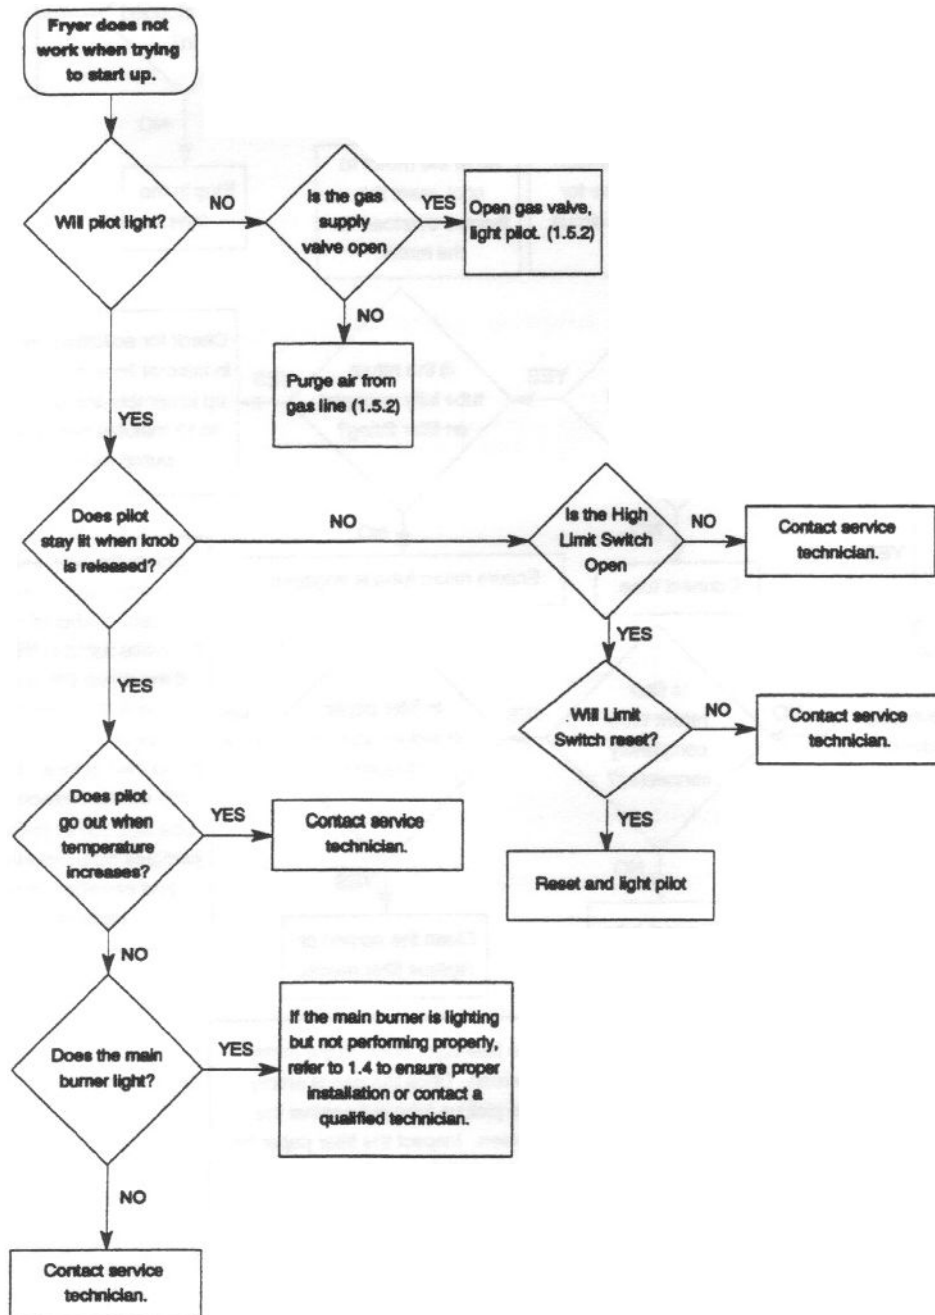 Fryer does not
work when trying
to start up.
Will pilot light?
NO
Is the gas
supply
valve open
YES
Open gas valve,
light pilot. (1.5.2)
NO
Purge air from
gas line (1.5.2)
YES
Does pilot
stay lit when knob
is released?
NO
Is the High
Limit Switch
Open
NO
Contact service
technician.
YES
Will Limit
Switch reset?
NO
Contact service
technician.
YES
Reset and light pilot
YES
Does pilot
go out when
temperature
increases?
YES
Contact service
technician.
NO
Does the main
burner light?
YES
If the main burner is lighting
but not performing properly,
refer to 1.4 to ensure proper
installation or contact a
qualified technician.
NO
Contact service
technician.